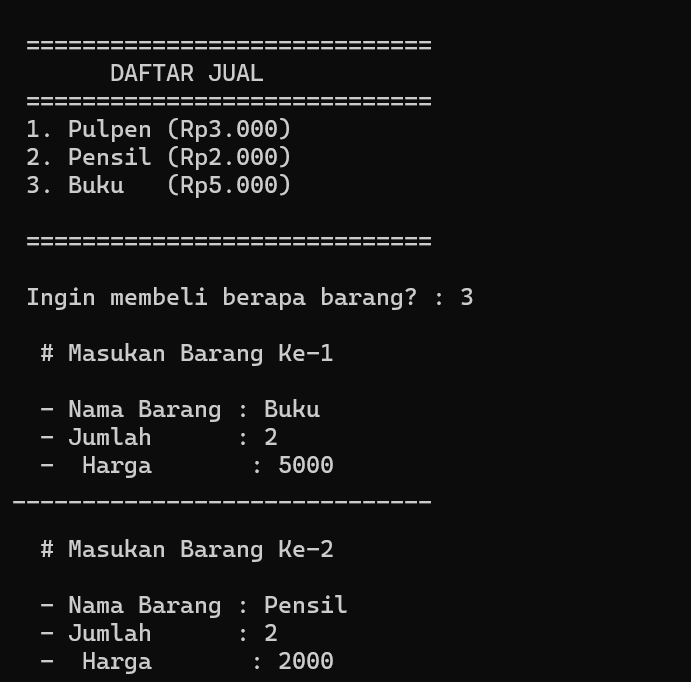 =============================
DAFTAR JUAL
=============================
1. Pulpen (Rp3.000)
2. Pensil (Rp2.000)
3. Buku   (Rp5.000)
=============================
Ingin membeli berapa barang? : 3
# Masukan Barang Ke-1
- Nama Barang : Buku
- Jumlah      : 2
-  Harga       : 5000
______________________________
# Masukan Barang Ke-2
- Nama Barang : Pensil
- Jumlah      : 2
-  Harga       : 2000